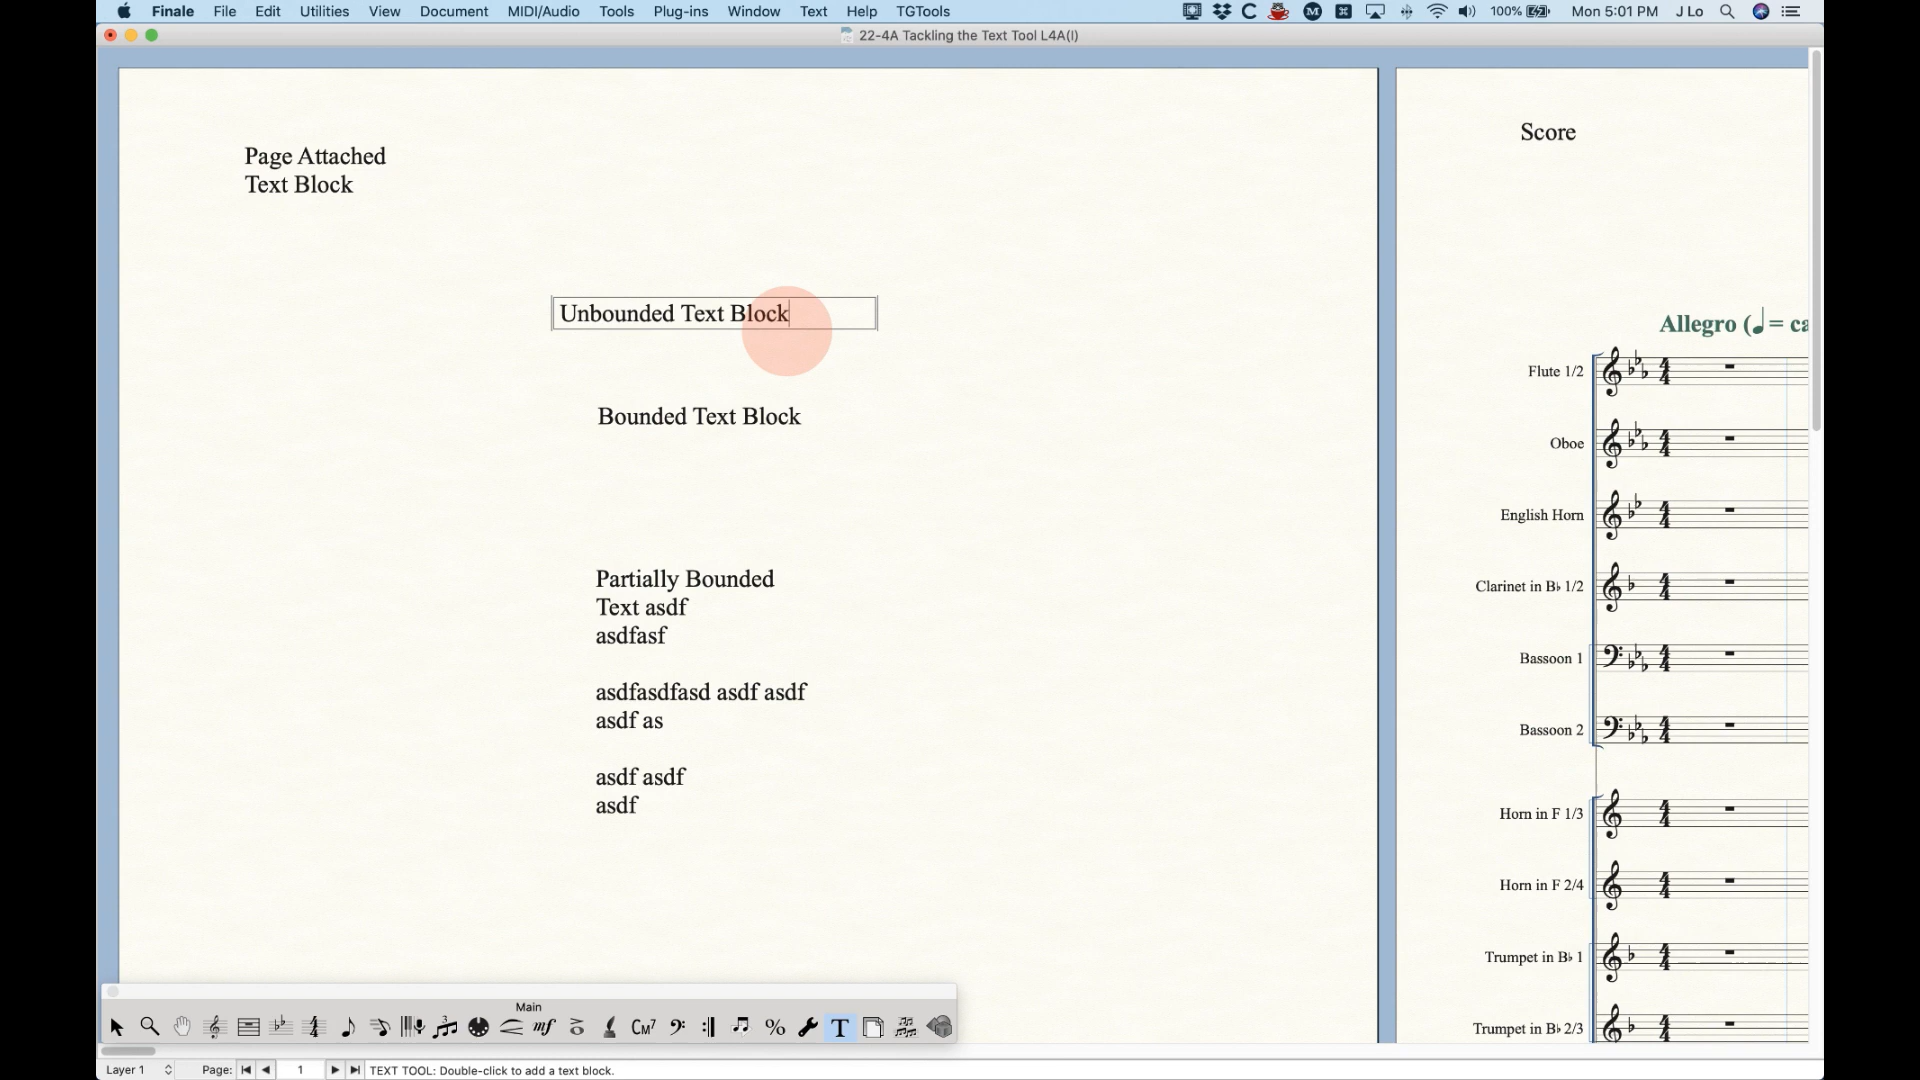 Finale File Edit Utilities View Document MIDI/Audio Tools Plug-ins Window Text Help TGTools 100% Mon 5:01 PM J Lo
22-4A Tackling the Text Tool L4A(I)
Page Attached
Text Block
Unbounded Text Block
Bounded Text Block
Partially Bounded
Text asdf
asdfasf
asdfasdfasd asdf asdf
asdf as
asdf asdf
asdf
Score
Allegro (♩= ca
Flute 1/2
Oboe
English Horn
Clarinet in B♭ 1/2
Bassoon 1
Bassoon 2
Horn in F 1/3
Horn in F 2/4
Trumpet in B♭ 1
Trumpet in B♭ 2/3
Main
mf CM7 % T
Layer 1 Page: 1 TEXT TOOL: Double-click to add a text block.